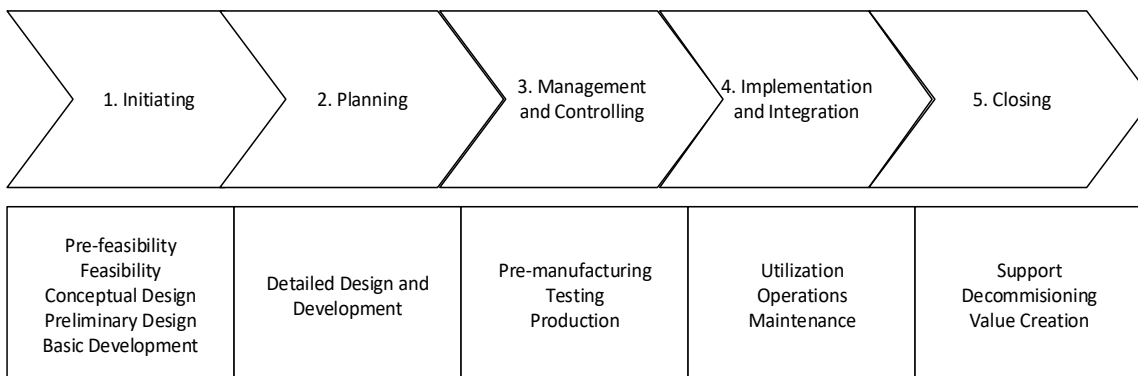 1. Initiating
2. Planning
3. Management
and Controlling
4. Implementation
and Integration
5. Closing
Pre-feasibility
Feasibility
Conceptual Design
Preliminary Design
Basic Development
Detailed Design and
Development
Pre-manufacturing
Testing
Production
Utilization
Operations
Maintenance
Support
Decommisioning
Value Creation